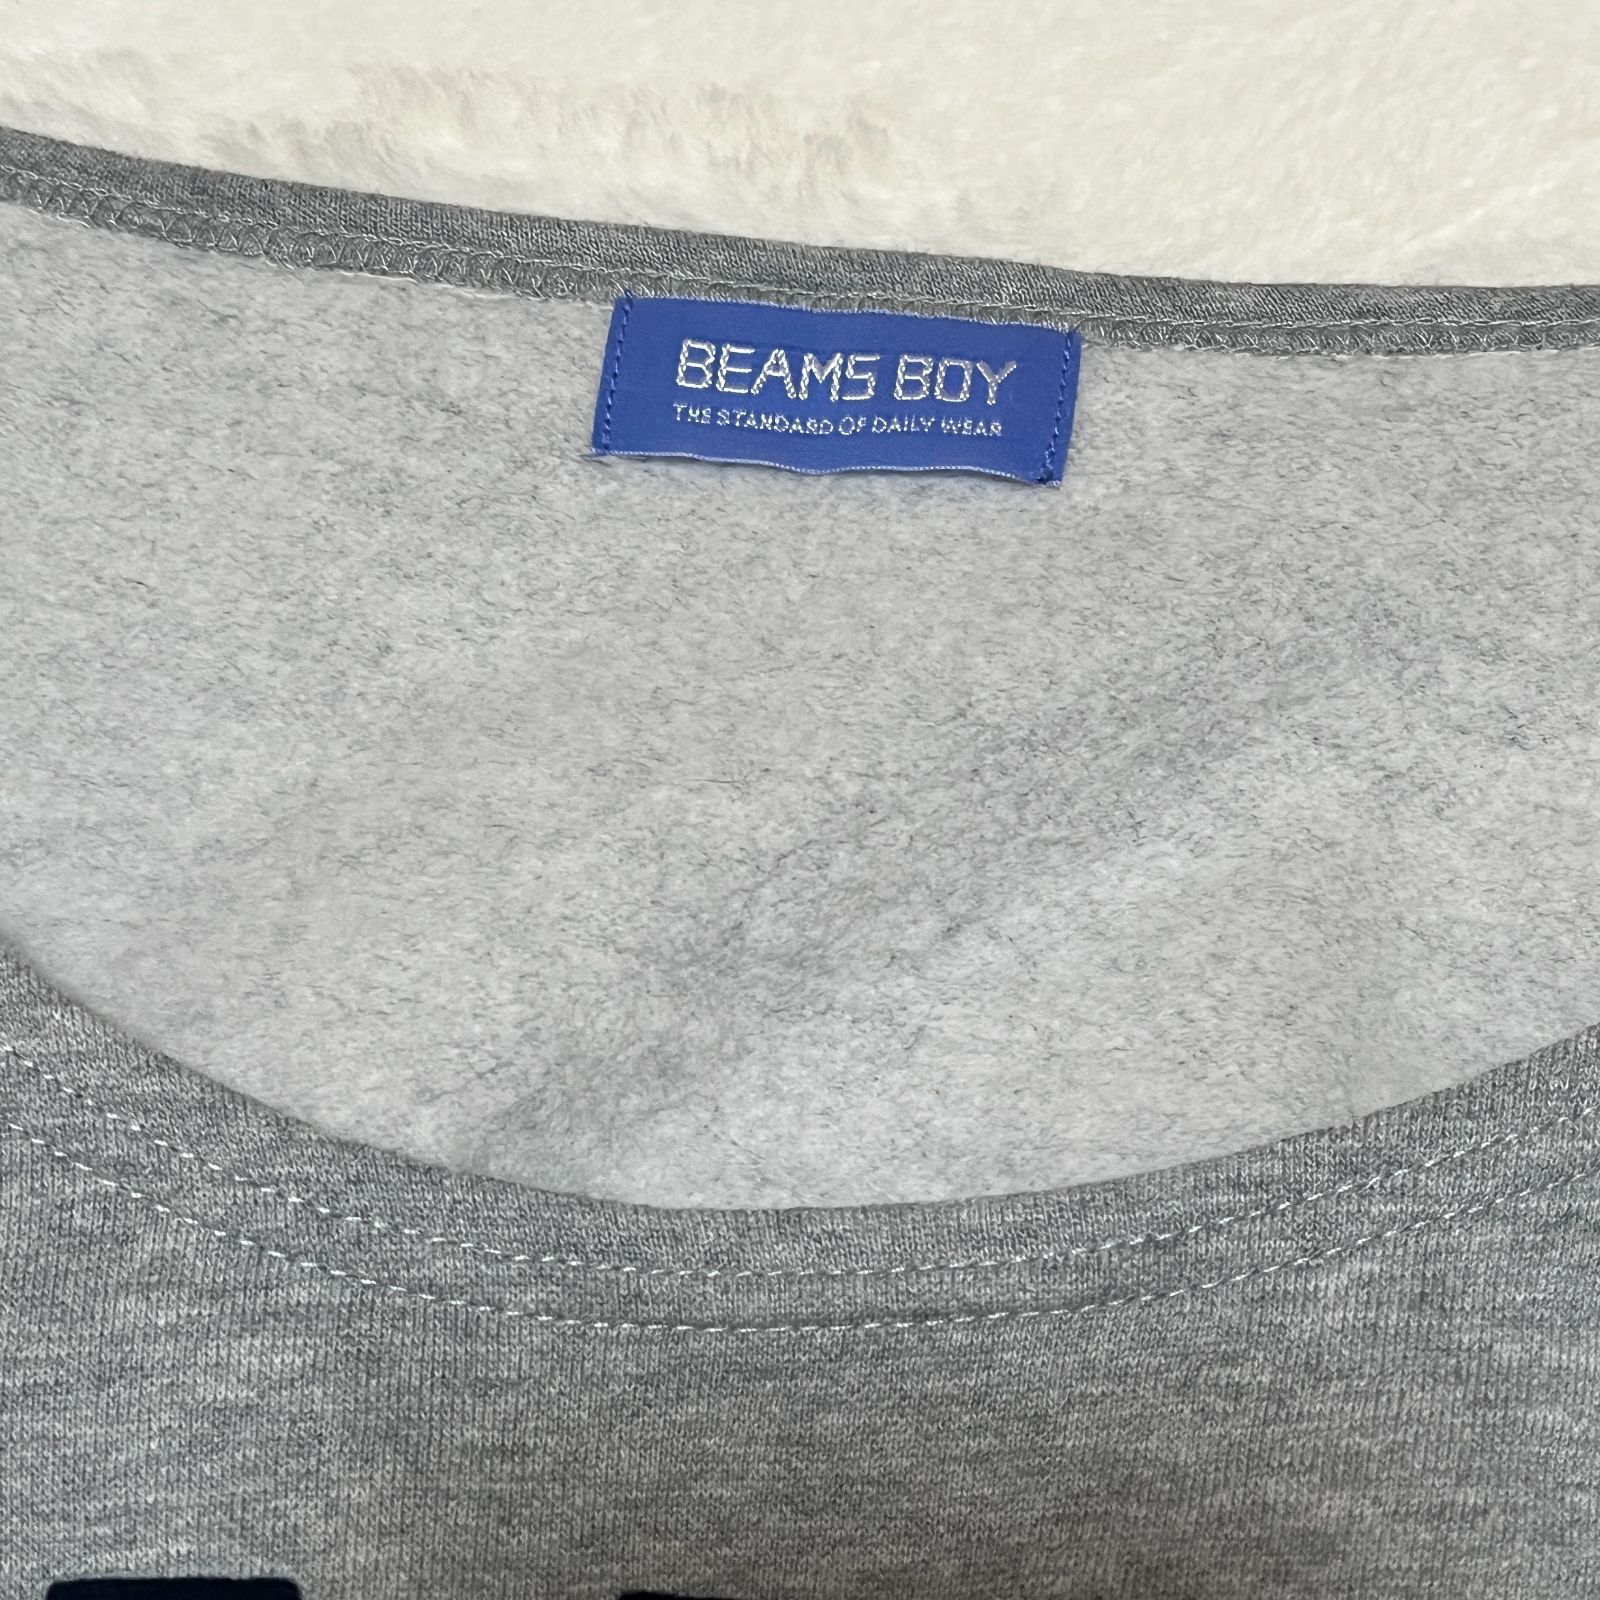 BEAMS BOY
THE STANDARD OF DAILY WEAR